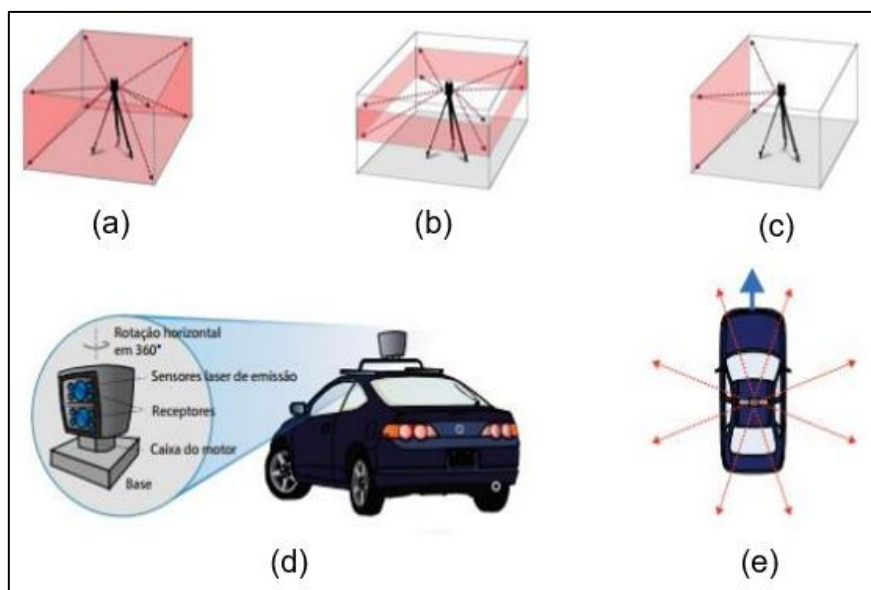 (a)
(b)
(c)
Rotação horizontal
em 360°
Sensores laser de emissão
Receptores
Caixa do motor
Base
(d)
(e)